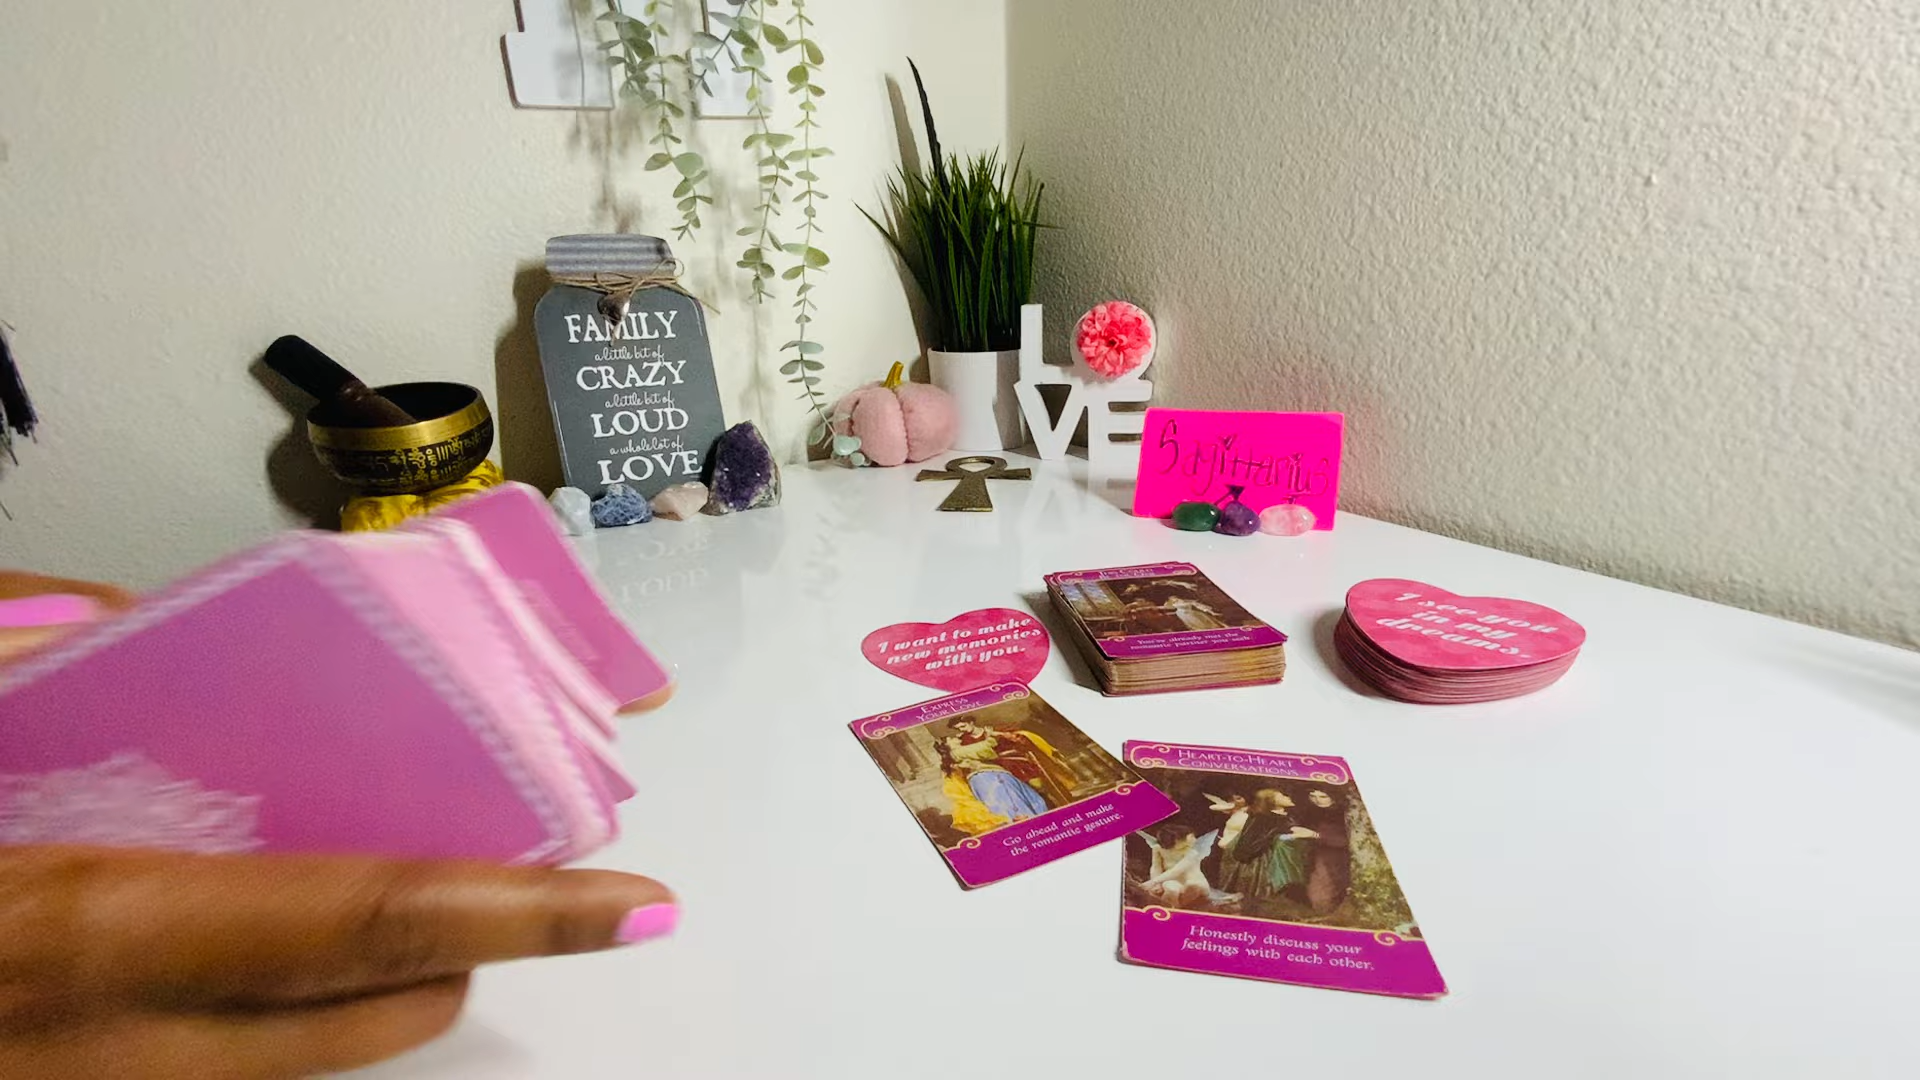 FAMILY
a little bit of
CRAZY
a little bit of
LOUD
a whole lot of
LOVE
LOVE
Sagittarius
I want to make
new memories
with you.
You've already met the
romantic partner you seek
I see you
in my
dreams.
EXPRESS
YOUR LOVE
Go ahead and make
the romantic gesture.
HEART-TO-HEART
CONVERSATIONS
Honestly discuss your
feelings with each other.